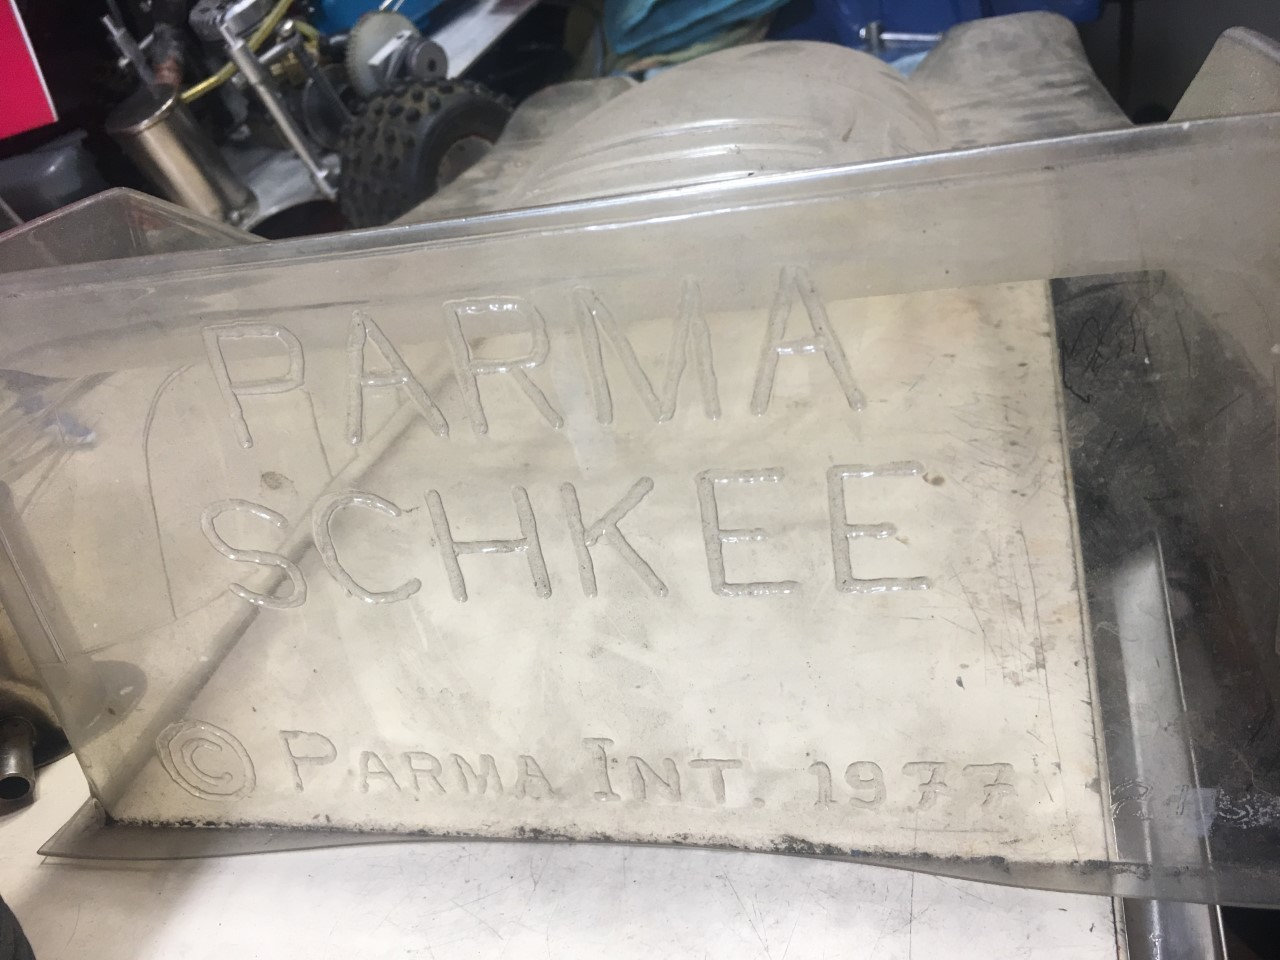 PARMA
SCHKEE
© PARMA INT. 1977